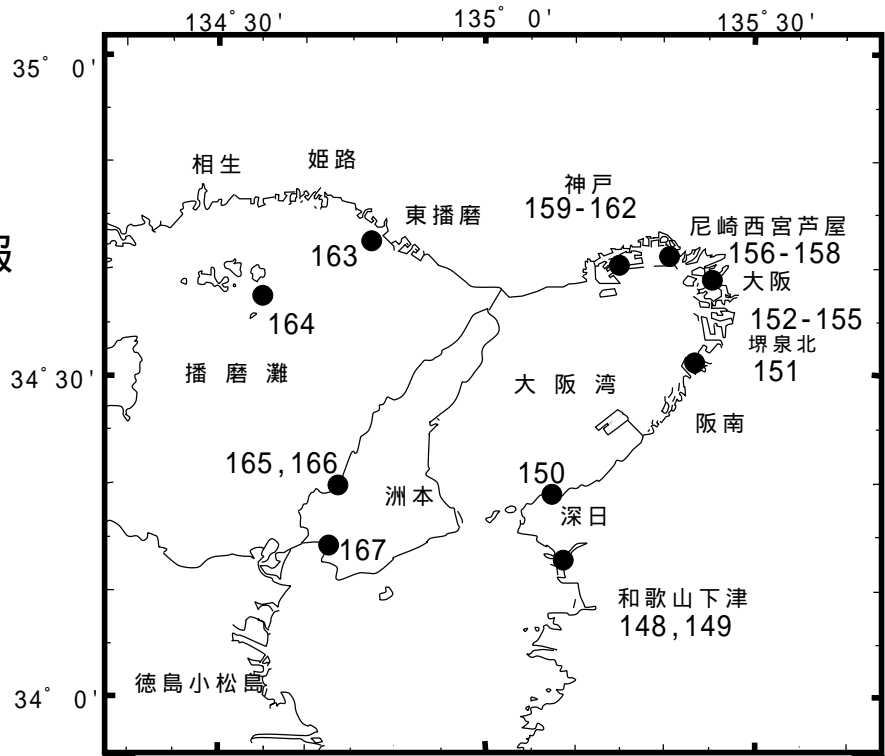 134° 30'
135° 0'
135° 30'
35° 0'
相生
姫路
神戸
159-162
東播磨
尼崎西宮芦屋
156-158
報
163
大阪
164
152-155
堺泉北
151
34° 30'
播磨灘
大阪湾
阪南
165,166
150
洲本
深日
167
和歌山下津
148,149
徳島小松島
34° 0'